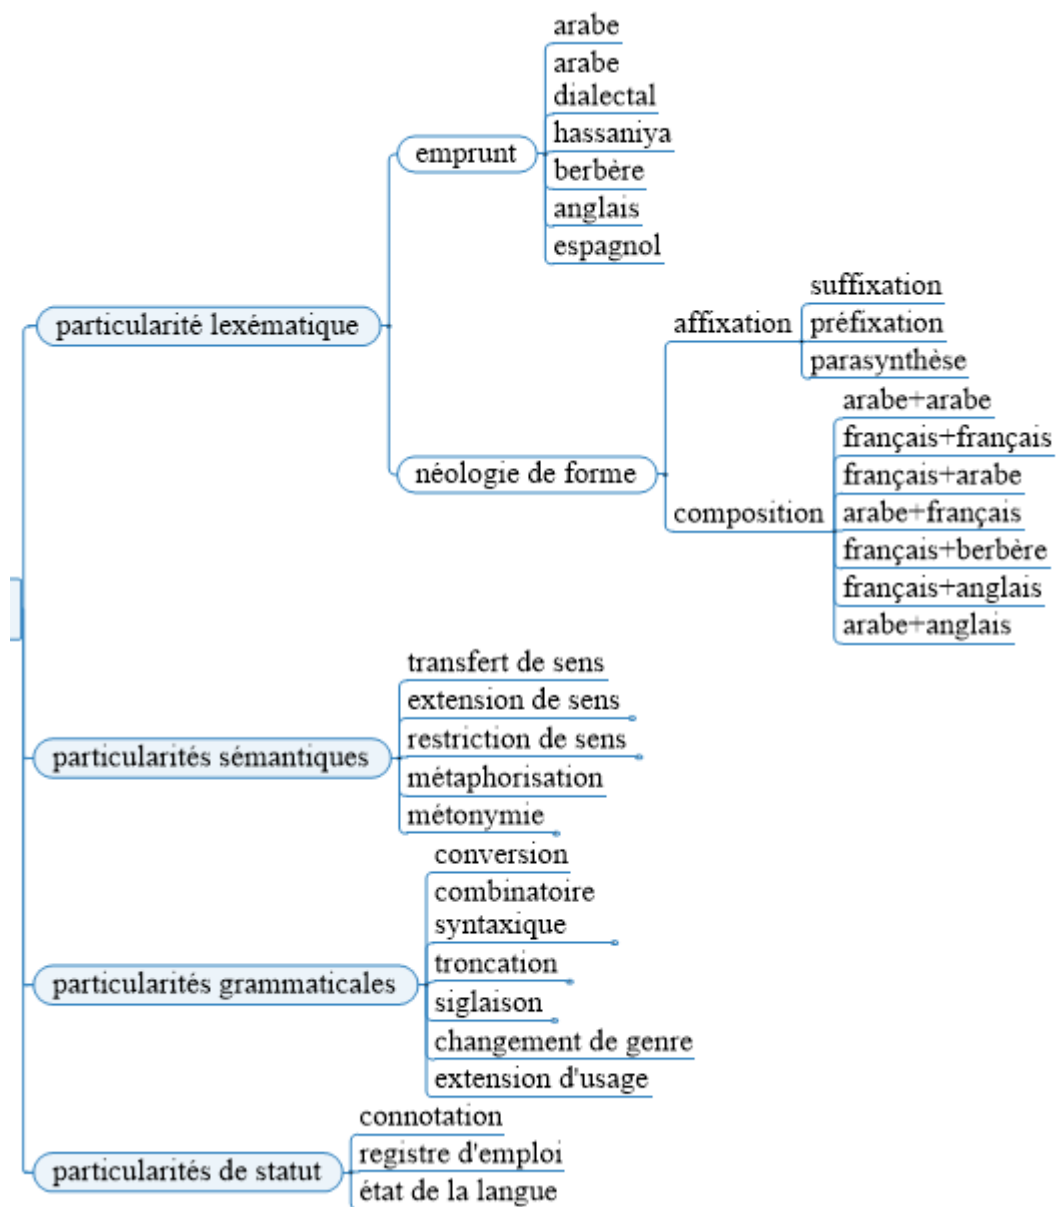 particularité lexématique
emprunt
arabe
arabe
dialectal
hassaniya
berbère
anglais
espagnol
néologie de forme
affixation
suffixation
préfixation
parasynthèse
composition
arabe+arabe
français+français
français+arabe
arabe+français
français+berbère
français+anglais
arabe+anglais
particularités sémantiques
transfert de sens
extension de sens
restriction de sens
métaphorisation
métonymie
particularités grammaticales
conversion
combinatoire
syntaxique
troncation
siglaison
changement de genre
extension d'usage
particularités de statut
connotation
registre d'emploi
état de la langue